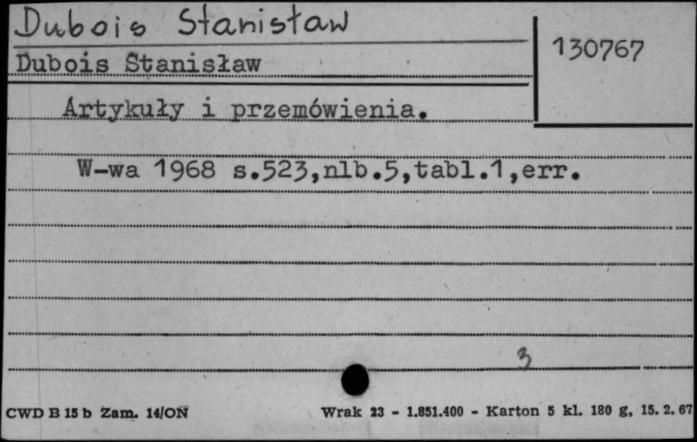 Dubois Stanisław
130767
Dubois Stanisław
Artykuły i przemówienia.
W-wa 1968 s.523,nlb.5,tabl.1,err.
3
CWD B 15 b Zam. 14/ON Wrak 23 - 1.851.400 - Karton 5 kl. 180 g, 15. 2. 67